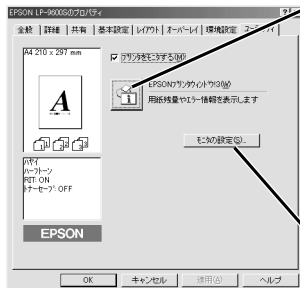 EPSON LP-9600Sのプロパティ
全般 詳細 共有 基本設定 レイアウト オーバーレイ 環境設定 ユーティリティ
A4 210 x 297 mm
プリンタをモニタする(M)
EPSONプリンタウィンドウ!3(W)
用紙残量やエラー情報を表示します
A
モニタの設定(S)...
ハヤイ
ハーフトーン
RIT: ON
トナーセーブ: OFF
EPSON
OK キャンセル 適用(A) ヘルプ